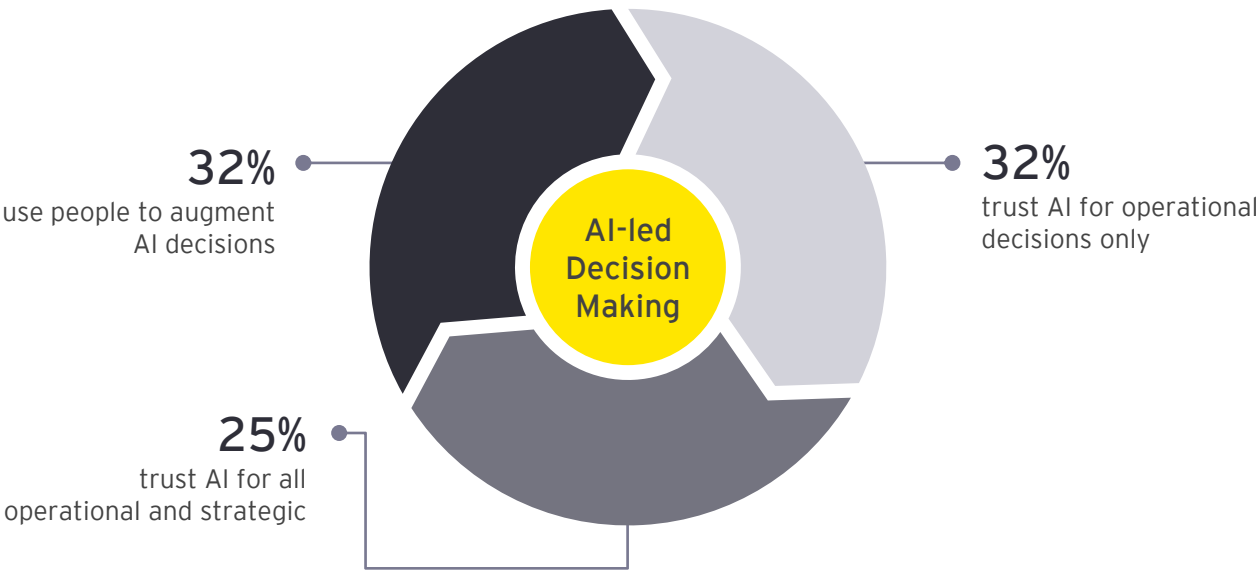 32%
use people to augment
AI decisions
AI-led
Decision
Making
32%
trust AI for operational
decisions only
25%
trust AI for all
operational and strategic